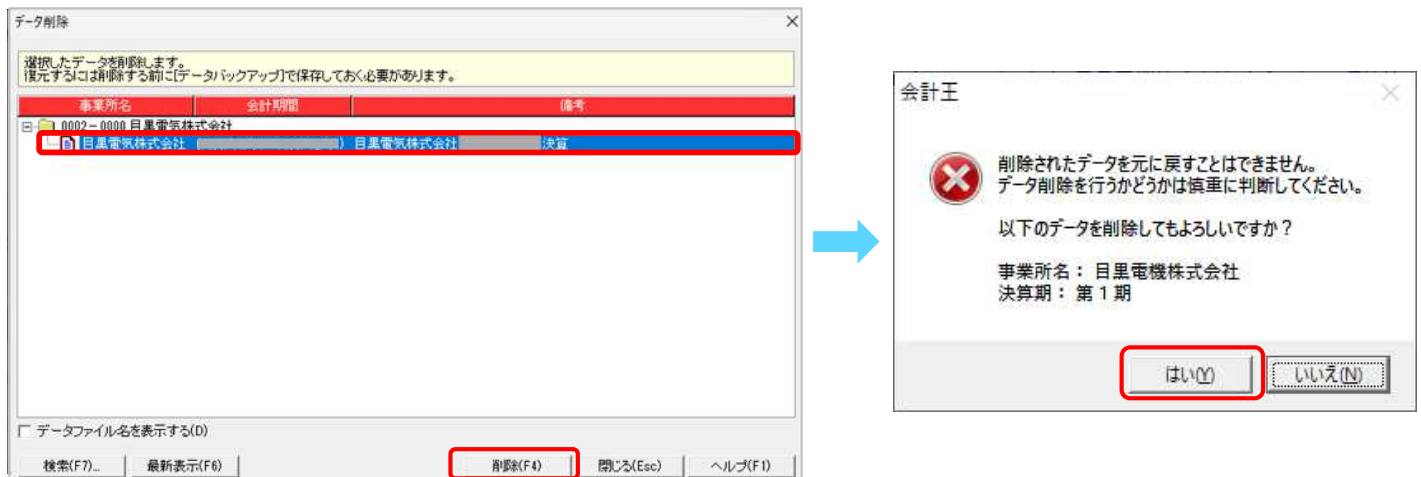 データ削除
選択したデータを削除します。
復元するには削除する前に[データバックアップ]で保存しておく必要があります。
事業所名 会計期間 備考
0002-0000 目黒電気株式会社
目黒電気株式会社 ( ) 目黒電気株式会社 決算
データファイル名を表示する(D)
検索(F7)... 最新表示(F6) 削除(F4) 閉じる(Esc) ヘルプ(F1)
会計王
削除されたデータを元に戻すことはできません。
データ削除を行うかどうかは慎重に判断してください。
以下のデータを削除してもよろしいですか？
事業所名： 目黒電機株式会社
決算期： 第１期
はい(Y) いいえ(N)